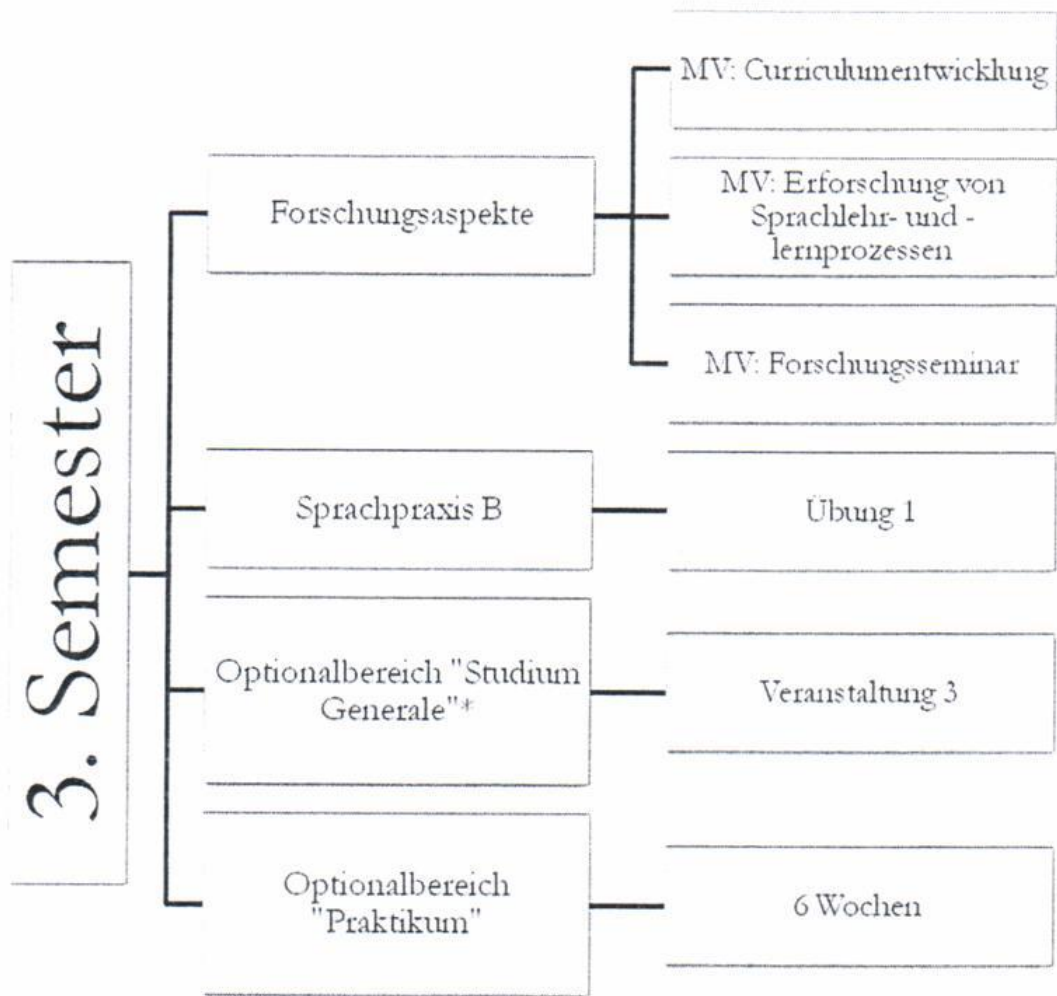 3. Semester
Forschungsaspekte
MV: Curriculumentwicklung
MV: Erforschung von
Sprachlehr- und -
lernprozessen
MV: Forschungsseminar
Sprachpraxis B
Übung 1
Optionalbereich "Studium
Generale"*
Veranstaltung 3
Optionalbereich
"Praktikum"
6 Wochen